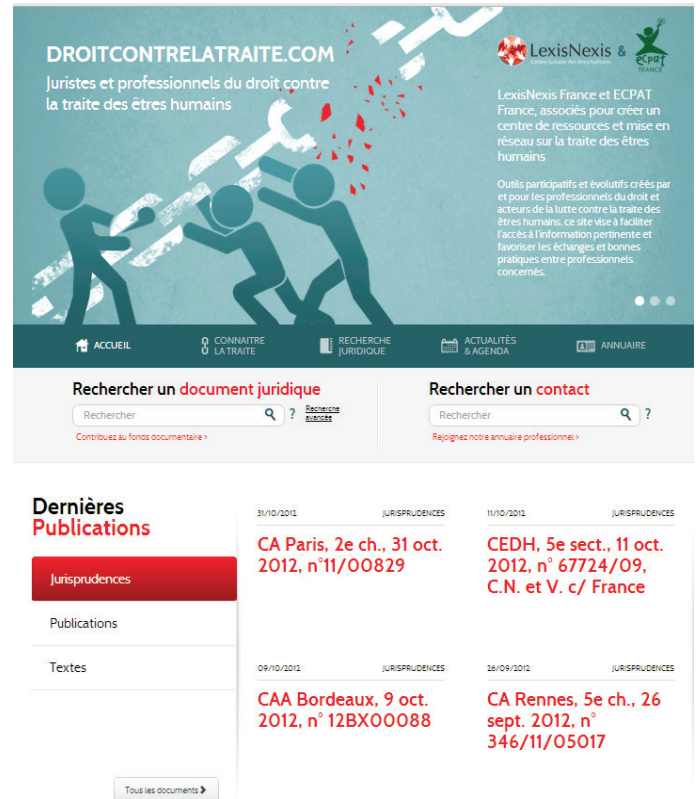 DROITCONTRELATRAITE.COM
Juristes et professionnels du droit contre
la traite des êtres humains
LexisNexis &
Contre la traite des êtres humains
ecpat
FRANCE
LexisNexis France et ECPAT
France, associés pour créer un
centre de ressources et mise en
réseau sur la traite des êtres
humains
Outils participatifs et évolutifs créés par
et pour les professionnels du droit et
acteurs de la lutte contre la traite des
êtres humains, ce site vise à faciliter
l'accès à l'information pertinente et
favoriser les échanges et bonnes
pratiques entre professionnels
concernés.
ACCUEIL
CONNAITRE
LA TRAITE
RECHERCHE
JURIDIQUE
ACTUALITÉS
& AGENDA
ANNUAIRE
Rechercher un document juridique
Rechercher
?
Recherche
avancée
Contribuez au fonds documentaire >
Rechercher un contact
Rechercher
?
Rejoignez notre annuaire professionnel >
Dernières
Publications
Jurisprudences
Publications
Textes
Tous les documents >
31/10/2012 JURISPRUDENCES
CA Paris, 2e ch., 31 oct.
2012, n°11/00829
11/10/2012 JURISPRUDENCES
CEDH, 5e sect., 11 oct.
2012, n° 67724/09,
C.N. et V. c/ France
09/10/2012 JURISPRUDENCES
CAA Bordeaux, 9 oct.
2012, n° 12BX00088
26/09/2012 JURISPRUDENCES
CA Rennes, 5e ch., 26
sept. 2012, n°
346/11/05017